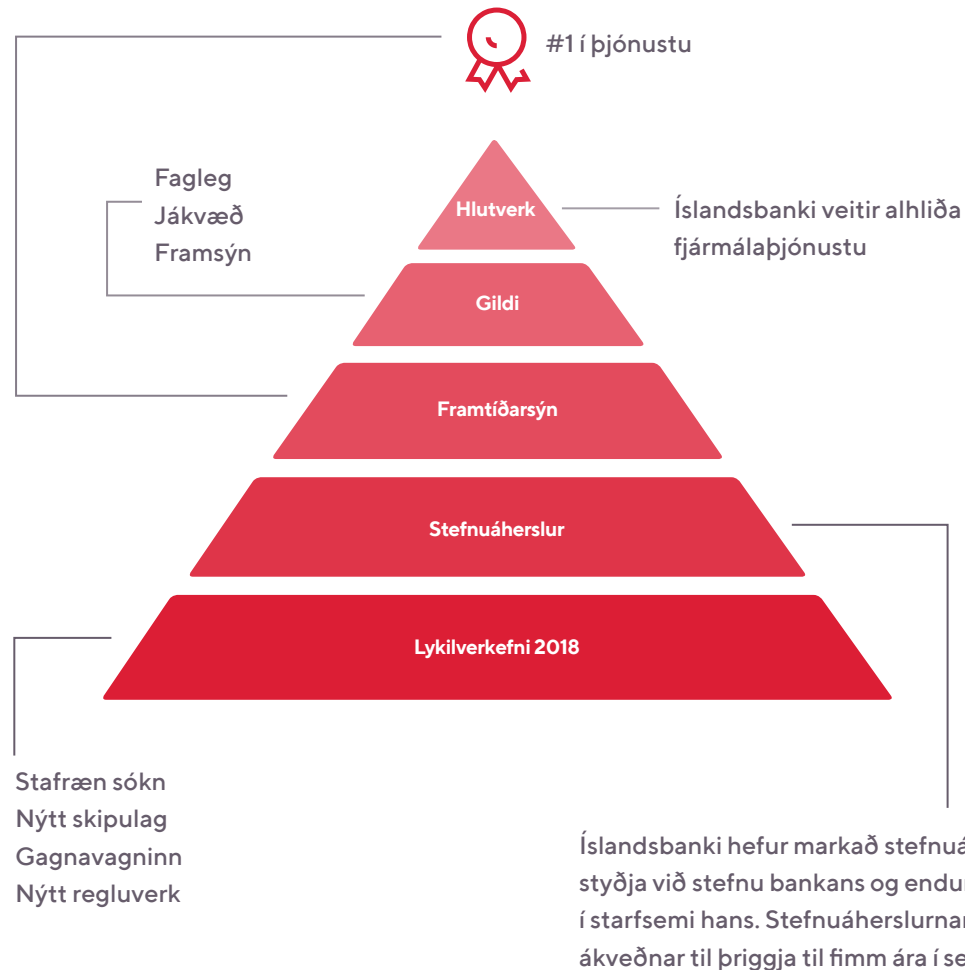 #1 í þjónustu
Fagleg
Jákvæð
Framsýn
Hlutverk
Íslandsbanki veitir alhliða
fjármálaþjónustu
Gildi
Framtíðarsýn
Stefnuáherslur
Lykilverkefni 2018
Stafræn sókn
Nýtt skipulag
Gagnavagninn
Nýtt regluverk
Íslandsbanki hefur markað
styðja við stefnu bankans og
í starfsemi hans. Stefnuáherslurnar
ákveðnar til þriggja til fimm ára í